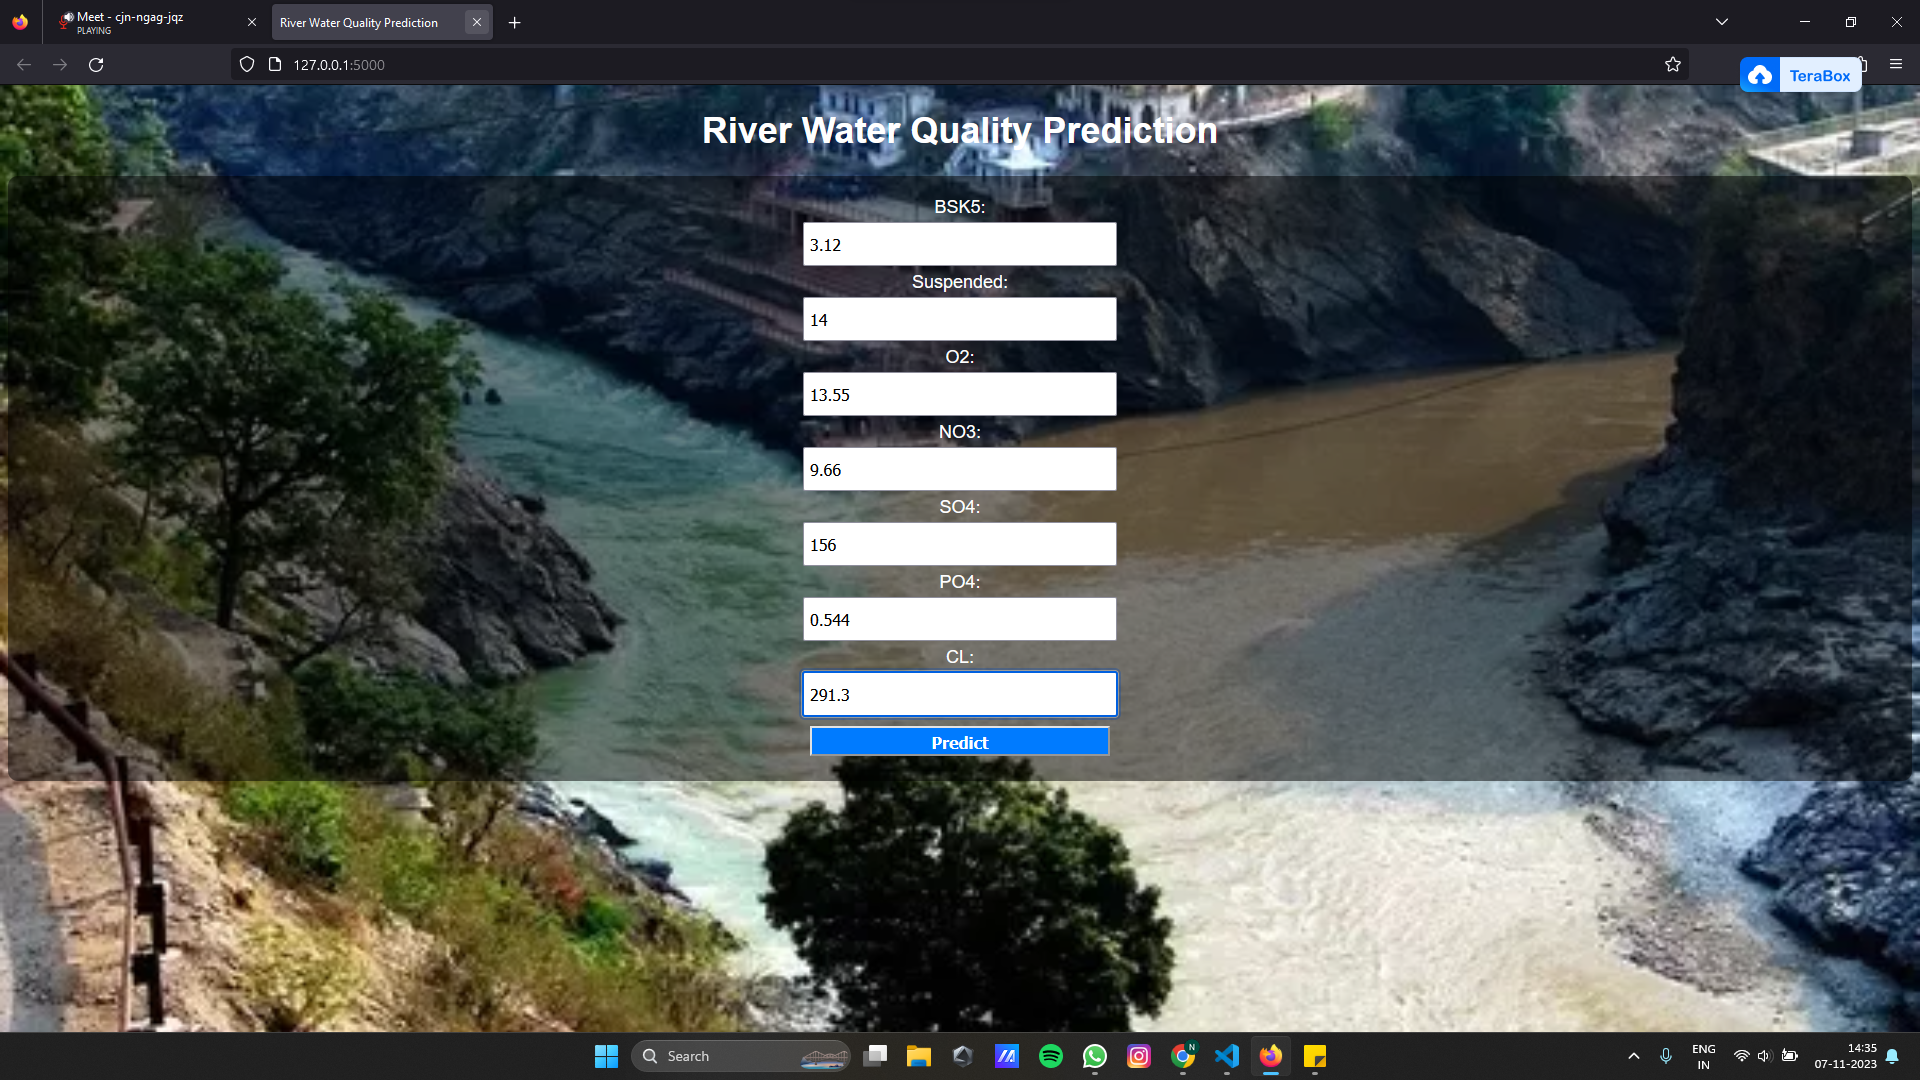 Meet - cjn-ngag-jqz
PLAYING
River Water Quality Prediction
127.0.0.1:5000
TeraBox
River Water Quality Prediction
BSK5:
3.12
Suspended:
14
O2:
13.55
NO3:
9.66
SO4:
156
PO4:
0.544
CL:
291.3
Predict
Search
N
ENG
IN
14:35
07-11-2023